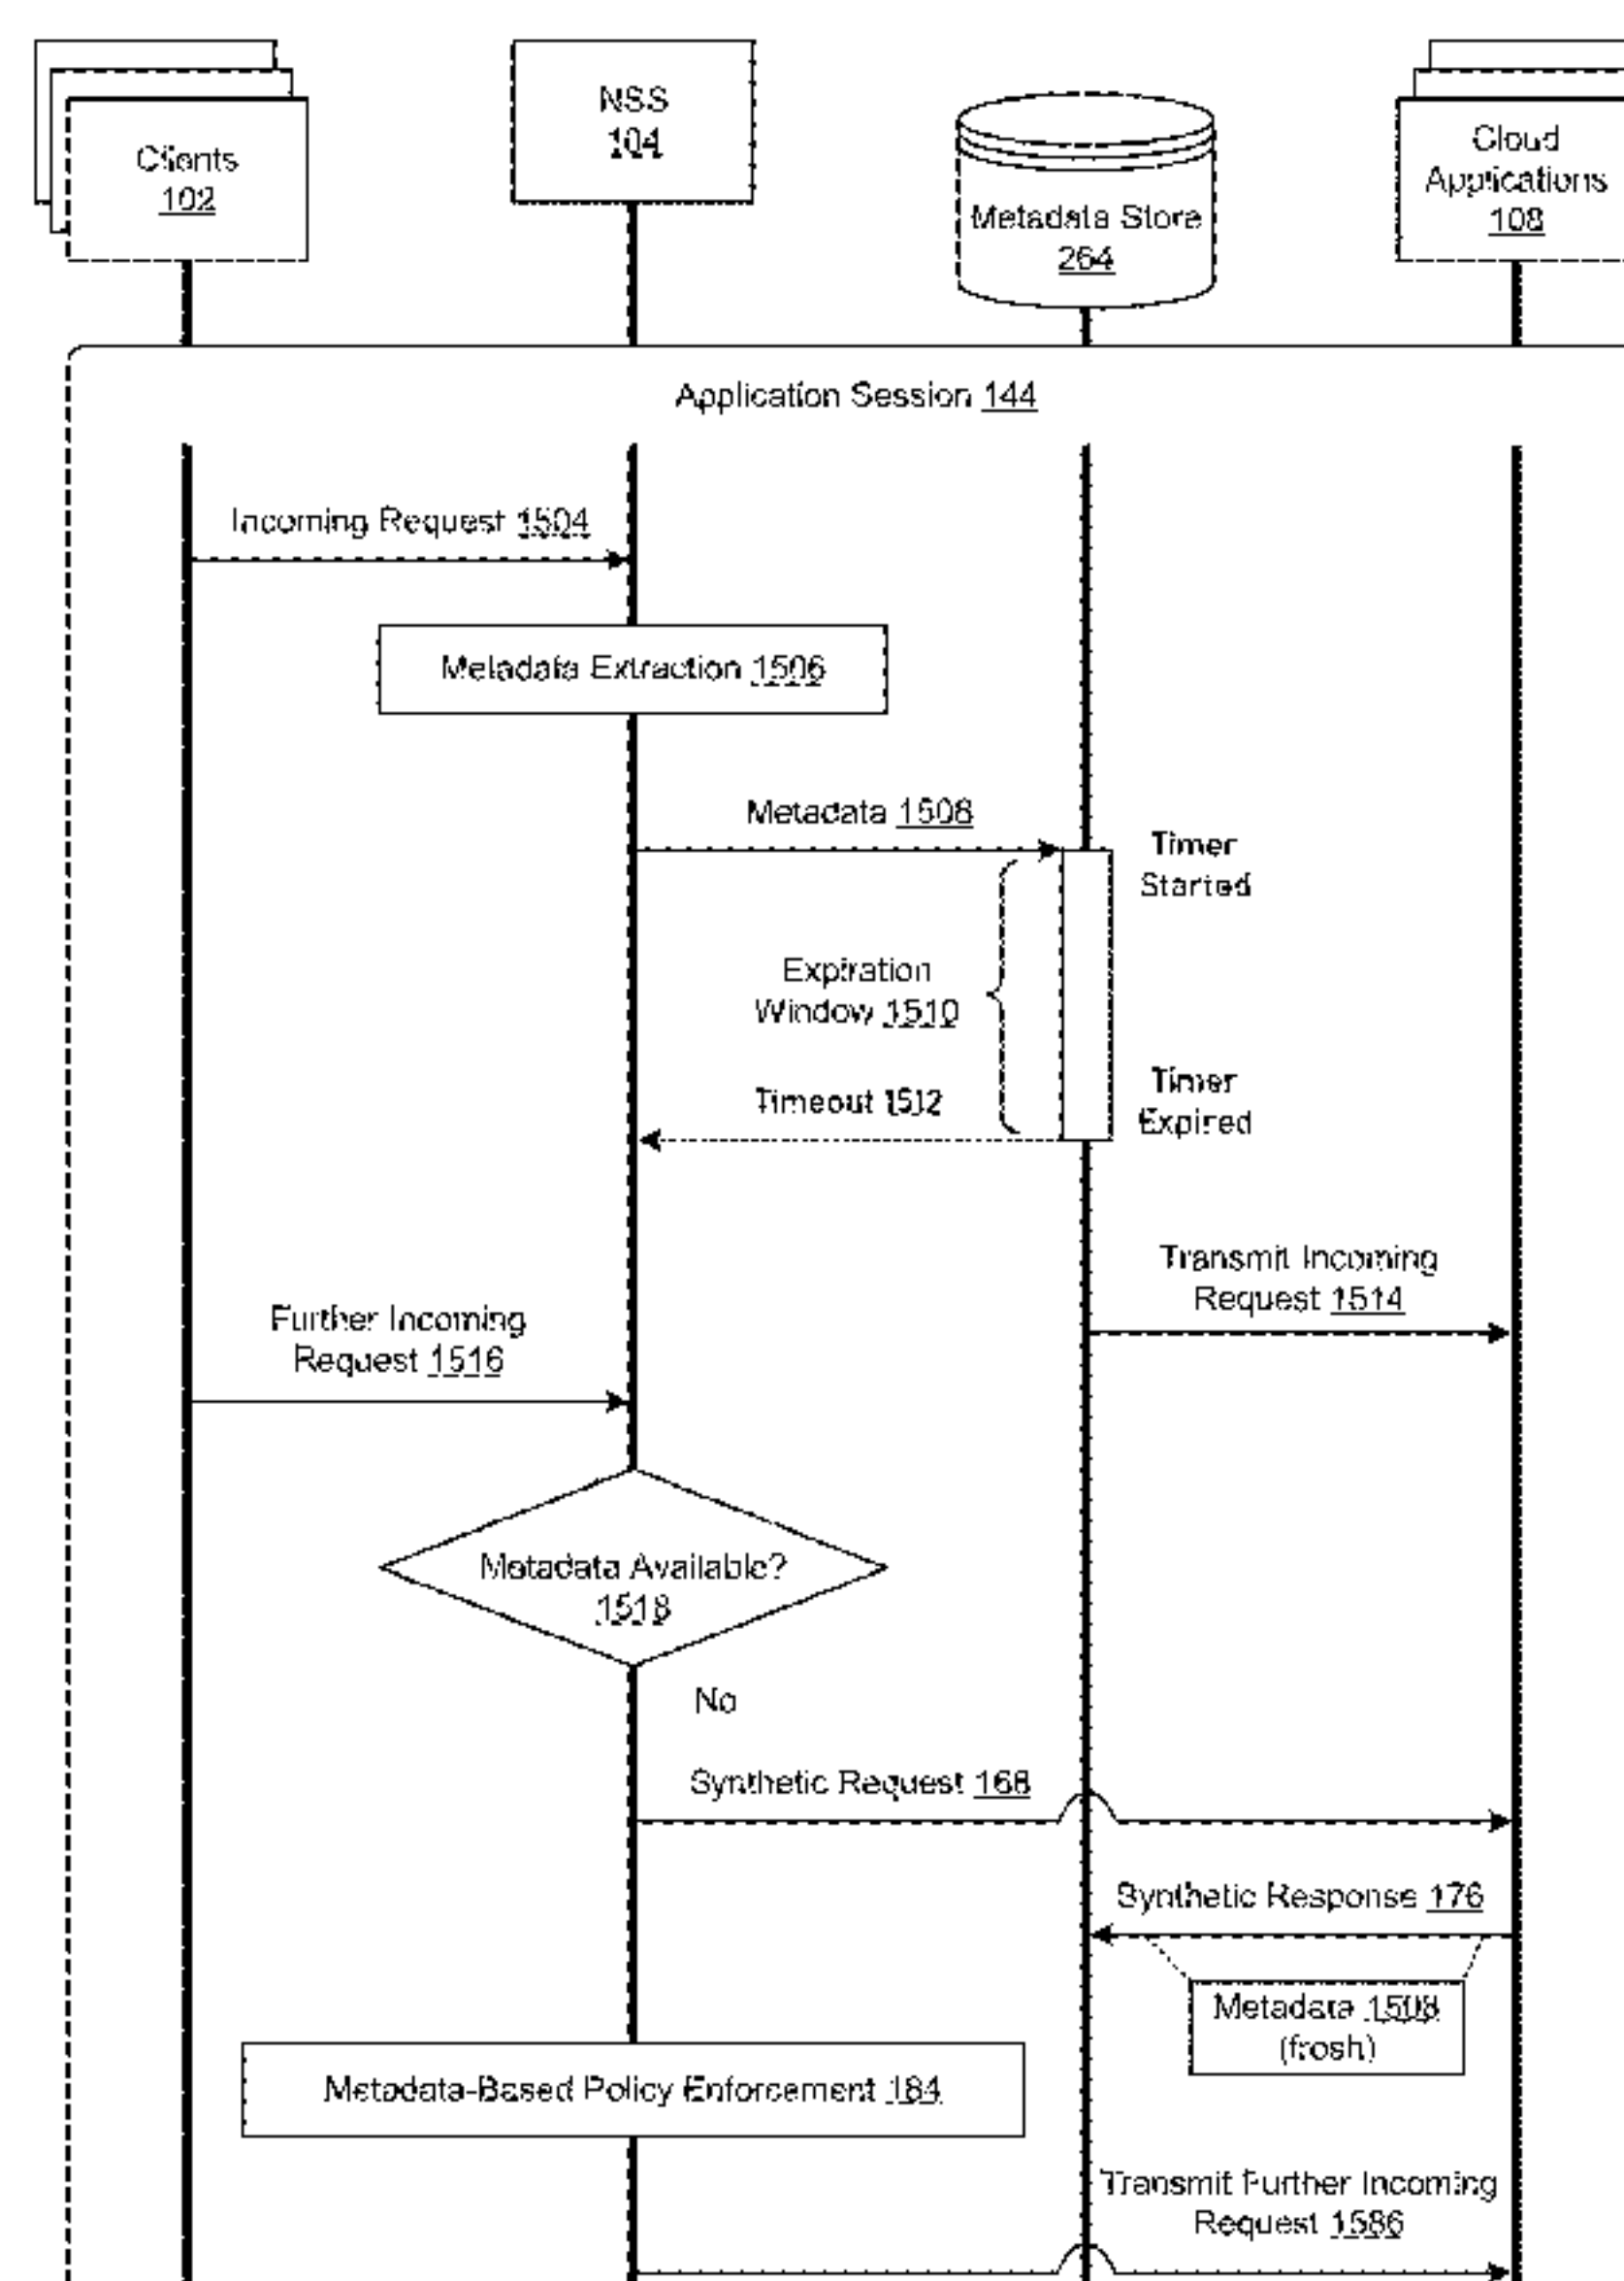 Clients
102
NSS
104
Metadata Store
264
Cloud
Applications
108
Application Session 144
Incoming Request 1504
Metadata Extraction 1506
Metadata 1508
Timer
Started
Expiration
Window 1510
Timeout 1512
Timer
Expired
Transmit Incoming
Request 1514
Further Incoming
Request 1516
Metadata Available?
1518
No
Synthetic Request 168
Synthetic Response 176
Metadata 1508
(fresh)
Metadata-Based Policy Enforcement 184
Transmit Further Incoming
Request 1586